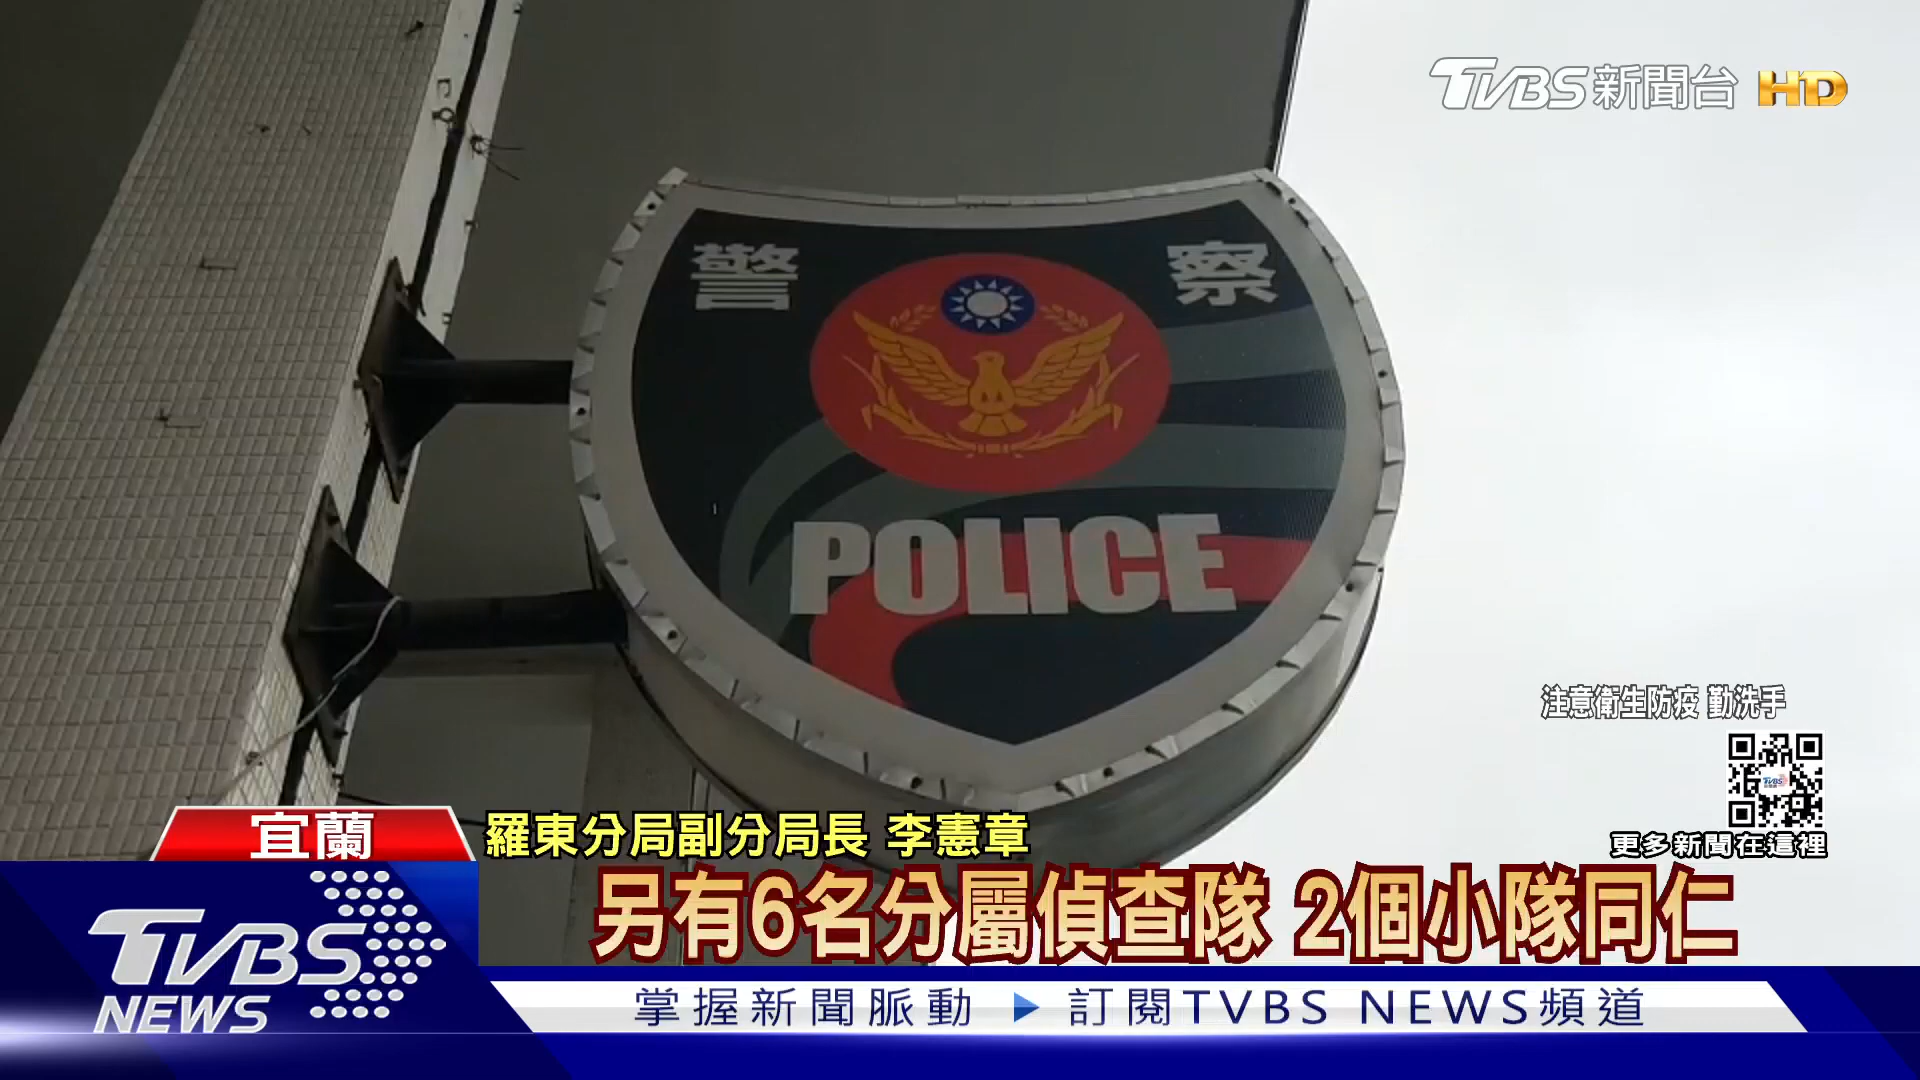 TVBS新聞台 HD
警 察
POLICE
注意衛生防疫 勤洗手
TVBS
更多新聞在這裡
宜蘭
羅東分局副分局長 李憲章
另有6名分屬偵查隊 2個小隊同仁
TVBS
NEWS
掌握新聞脈動 ▶ 訂閱TVBS NEWS頻道